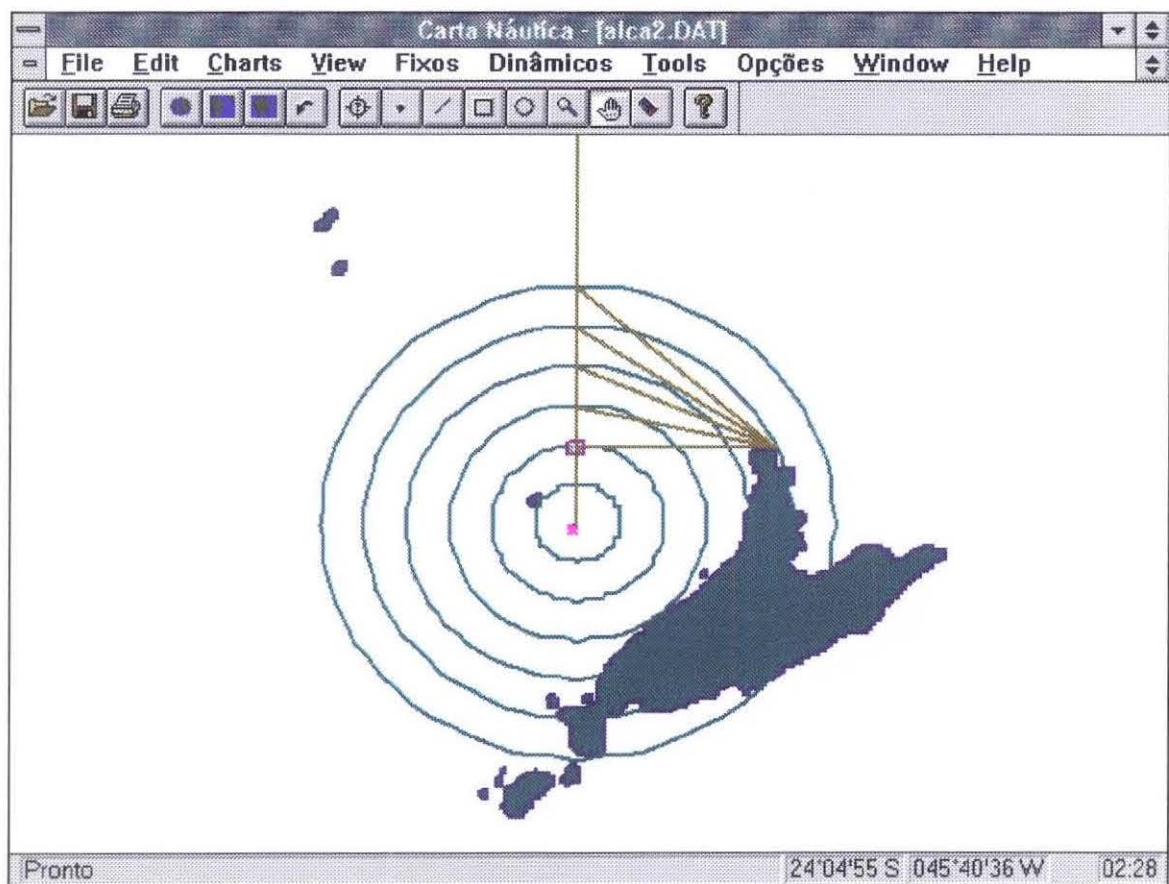 Carta Náutica - [alca2.DAT]
File Edit Charts View Fixos Dinâmicos Tools Opções Window Help
Pronto 24°04'55 S 045°40'36 W 02:28